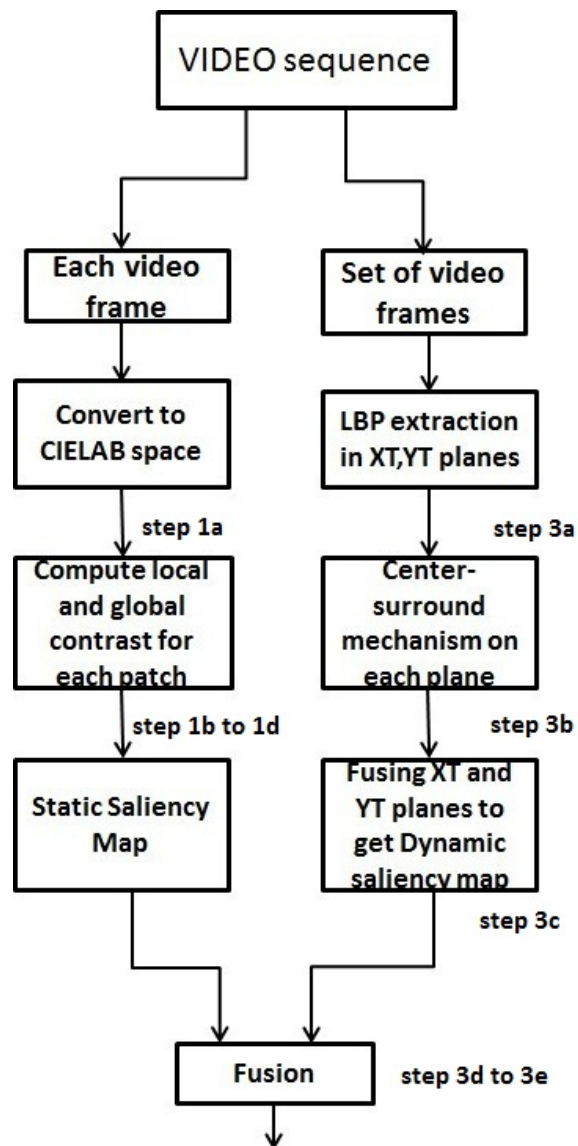 VIDEO sequence
Each video
frame
Set of video
frames
Convert to
CIELAB space
LBP extraction
in XT,YT planes
step 1a
step 3a
Compute local
and global
contrast for
each patch
Center-
surround
mechanism on
each plane
step 1b to 1d
step 3b
Static Saliency
Map
Fusing XT and
YT planes to
get Dynamic
saliency map
step 3c
Fusion
step 3d to 3e